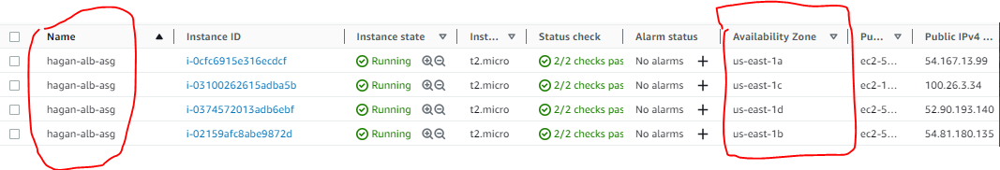 Name Instance ID Instance state Inst... Status check Alarm status Availability Zone Pu... Public IPv4 ...
hagan-alb-asg i-0cfc6915e316ecdcf Running t2.micro 2/2 checks pas No alarms + us-east-1a ec2-5... 54.167.13.99
hagan-alb-asg i-03100262615adba5b Running t2.micro 2/2 checks pas No alarms + us-east-1c ec2-1... 100.26.3.34
hagan-alb-asg i-0374572013adb6ebf Running t2.micro 2/2 checks pas No alarms + us-east-1d ec2-5... 52.90.193.140
hagan-alb-asg i-02159afc8abe9872d Running t2.micro 2/2 checks pas No alarms + us-east-1b ec2-5... 54.81.180.135